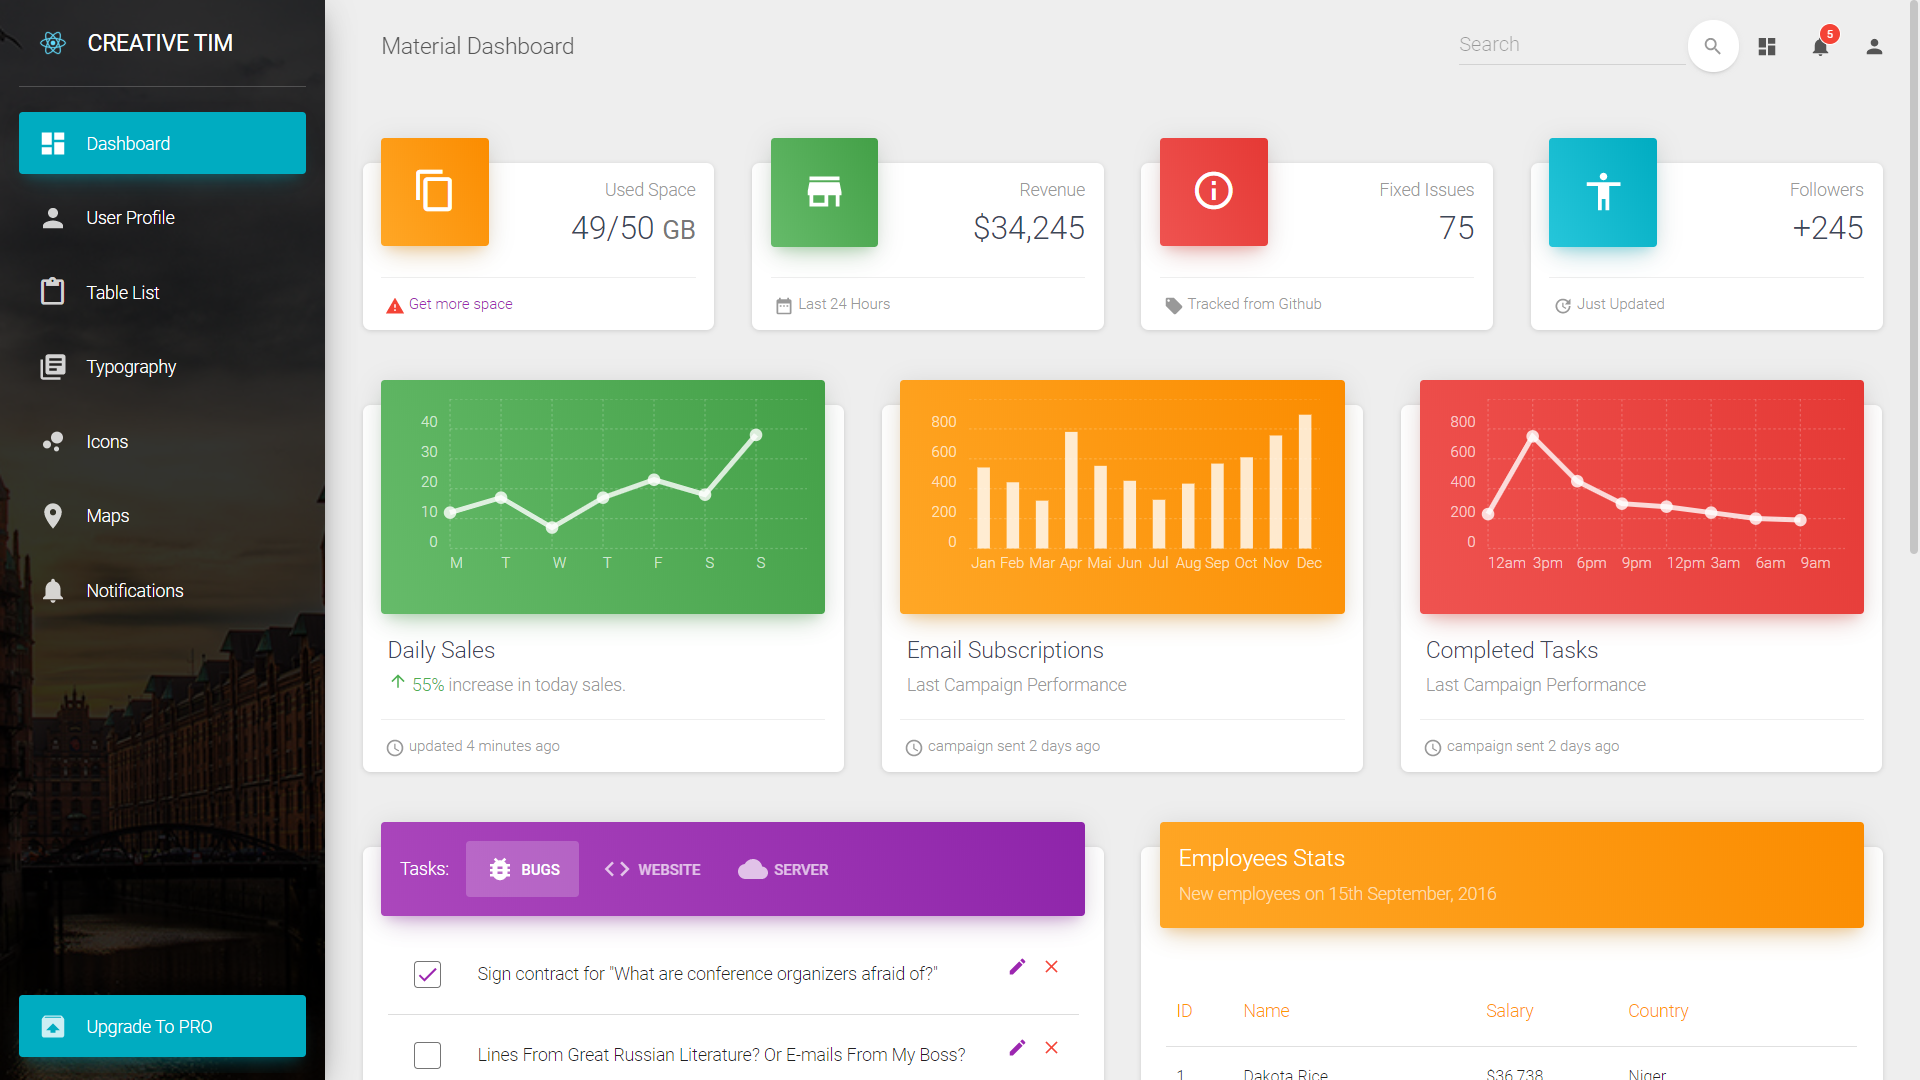 CREATIVE TIM
Dashboard
User Profile
Table List
Typography
Icons
Maps
Notifications
Upgrade To PRO
Material Dashboard
Search
5
Used Space
49/50 GB
Get more space
Revenue
$34,245
Last 24 Hours
Fixed Issues
75
Tracked from Github
Followers
+245
Just Updated
40
30
20
10
0
M T W T F S S
Daily Sales
55% increase in today sales.
updated 4 minutes ago
800
600
400
200
0
Jan Feb Mar Apr Mai Jun Jul Aug Sep Oct Nov Dec
Email Subscriptions
Last Campaign Performance
campaign sent 2 days ago
800
600
400
200
0
12am 3pm 6pm 9pm 12pm 3am 6am 9am
Completed Tasks
Last Campaign Performance
campaign sent 2 days ago
Tasks: BUGS WEBSITE SERVER
Sign contract for "What are conference organizers afraid of?"
Lines From Great Russian Literature? Or E-mails From My Boss?
Employees Stats
New employees on 15th September, 2016
ID Name Salary Country
1 Dakota Rice $36,738 Niger